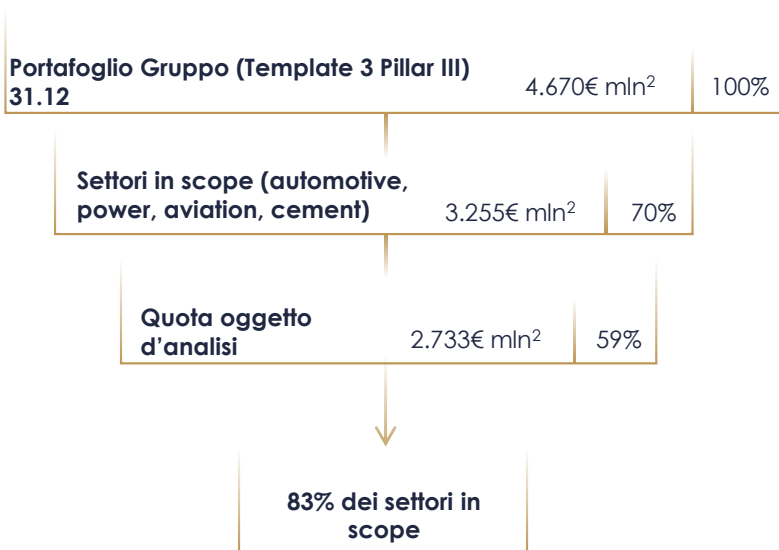 Portafoglio Gruppo (Template 3 Pillar III)
31.12
4.670€ mln²
100%
Settori in scope (automotive,
power, aviation, cement)
3.255€ mln²
70%
Quota oggetto
d'analisi
2.733€ mln²
59%
83% dei settori in
scope